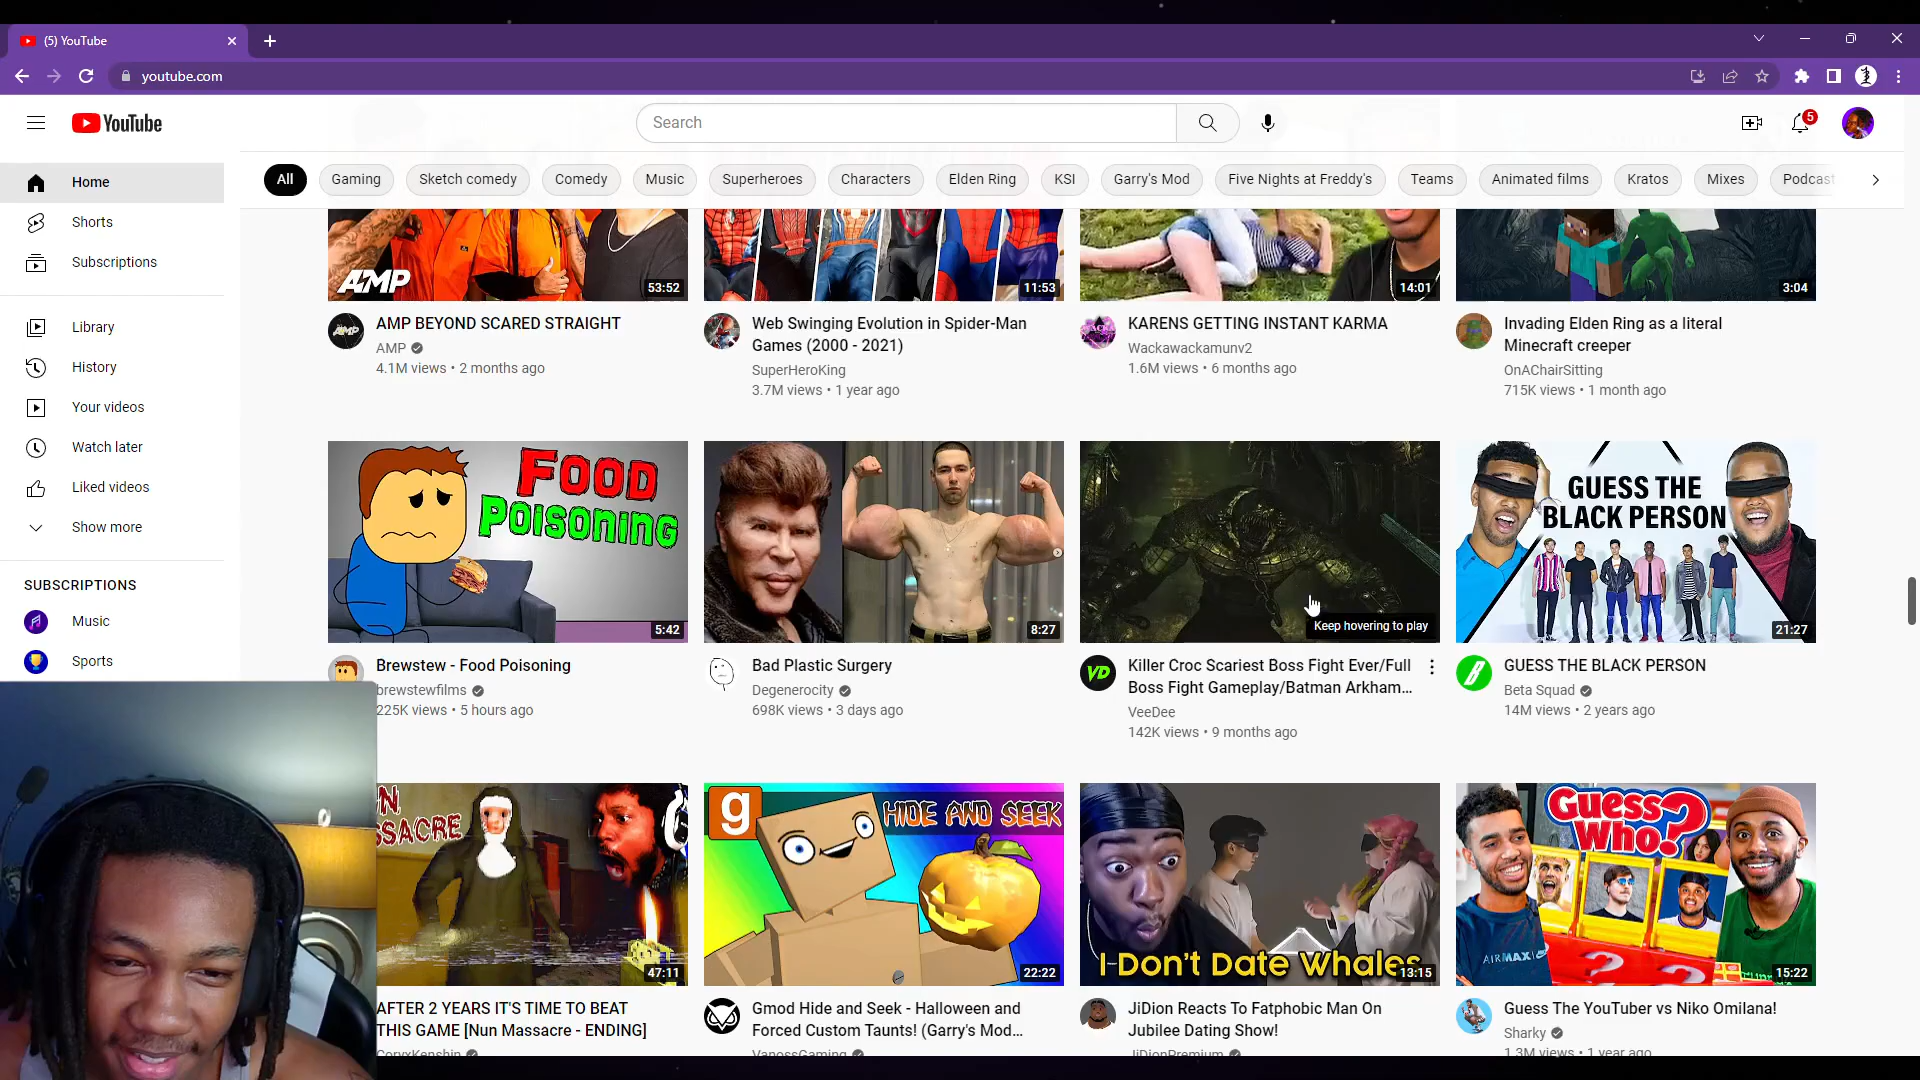 (5) YouTube
youtube.com
YouTube
Search
5
Home
Shorts
Subscriptions
Library
History
Your videos
Watch later
Liked videos
Show more
SUBSCRIPTIONS
Music
Sports
All
Gaming
Sketch comedy
Comedy
Music
Superheroes
Characters
Elden Ring
KSI
Garry's Mod
Five Nights at Freddy's
Teams
Animated films
Kratos
Mixes
Podcast
AMP
53:52
11:53
14:01
3:04
AMP
AMP BEYOND SCARED STRAIGHT
AMP
4.1M views • 2 months ago
Web Swinging Evolution in Spider-Man
Games (2000 - 2021)
SuperHeroKing
3.7M views • 1 year ago
KARENS GETTING INSTANT KARMA
Wackawackamunv2
1.6M views • 6 months ago
Invading Elden Ring as a literal
Minecraft creeper
OnAChairSitting
715K views • 1 month ago
FOOD
POISONING
5:42
8:27
Keep hovering to play
GUESS THE
BLACK PERSON
21:27
Brewstew - Food Poisoning
brewstewfilms
225K views • 5 hours ago
Bad Plastic Surgery
Degenerocity
698K views • 3 days ago
VD
Killer Croc Scariest Boss Fight Ever/Full
Boss Fight Gameplay/Batman Arkham...
VeeDee
142K views • 9 months ago
GUESS THE BLACK PERSON
Beta Squad
14M views • 2 years ago
N
SSACRE
47:11
g
HIDE AND SEEK
22:22
I Don't Date Whales
13:15
Guess
Who?
AIRMAX
15:22
AFTER 2 YEARS IT'S TIME TO BEAT
THIS GAME [Nun Massacre - ENDING]
CoryxKenshin
Gmod Hide and Seek - Halloween and
Forced Custom Taunts! (Garry's Mod...
VanossGaming
JiDion Reacts To Fatphobic Man On
Jubilee Dating Show!
JiDionPremium
Guess The YouTuber vs Niko Omilana!
Sharky
1.3M views • 1 year ago